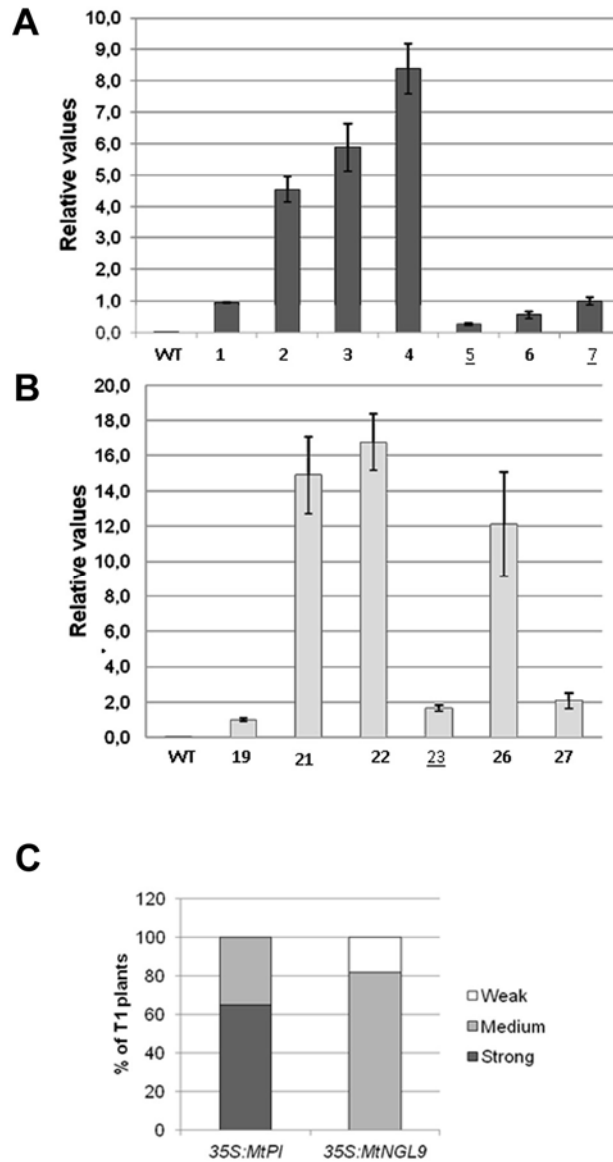 A
Relative values
10,0
9,0
8,0
7,0
6,0
5,0
4,0
3,0
2,0
1,0
0,0
WT 1 2 3 4 5 6 7
B
Relative values
20,0
18,0
16,0
14,0
12,0
10,0
8,0
6,0
4,0
2,0
0,0
WT 19 21 22 23 26 27
C
% of T1 plants
120
100
80
60
40
20
0
35S:MtPI 35S:MtNGL9
Weak
Medium
Strong